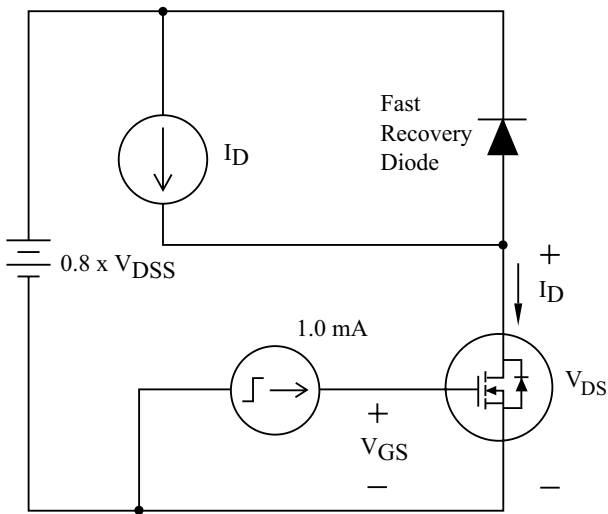 Fast
Recovery
Diode
ID
0.8 x VDSS
+
ID
1.0 mA
VDS
+
VGS
−
−